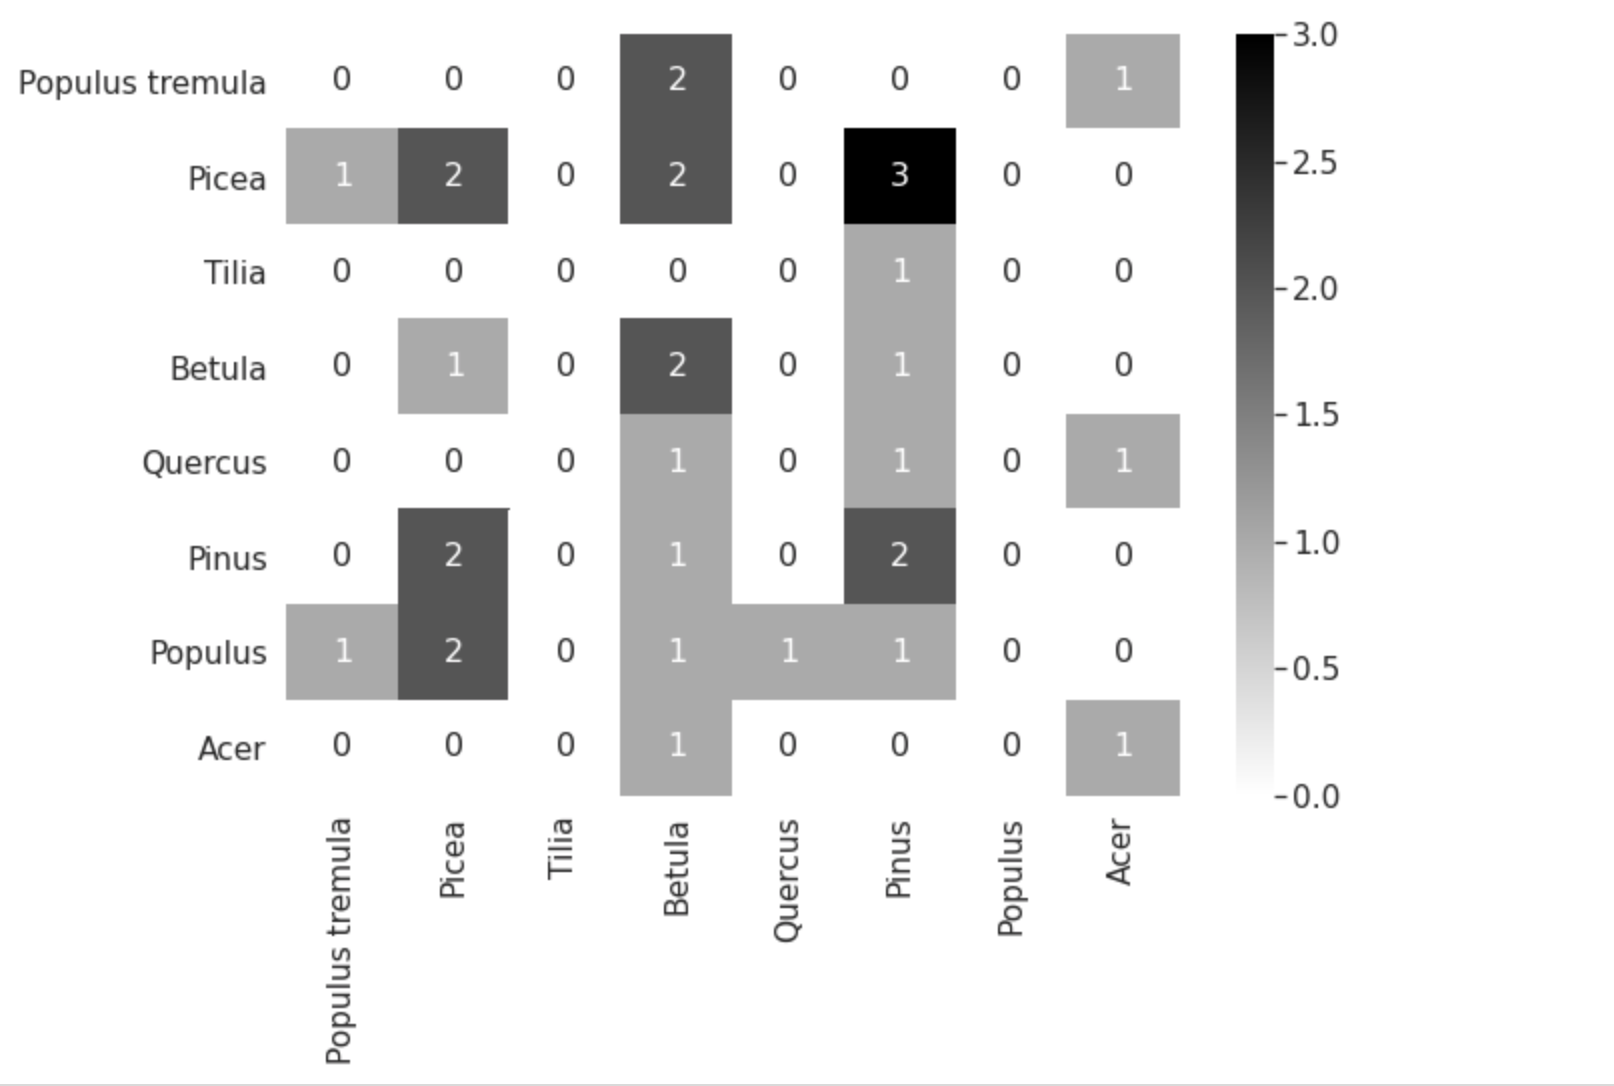 Populus tremula 0 0 0 2 0 0 0 1
Picea 1 2 0 2 0 3 0 0
Tilia 0 0 0 0 0 1 0 0
Betula 0 1 0 2 0 1 0 0
Quercus 0 0 0 1 0 1 0 1
Pinus 0 2 0 1 0 2 0 0
Populus 1 2 0 1 1 1 0 0
Acer 0 0 0 1 0 0 0 1
Populus tremula
Picea
Tilia
Betula
Quercus
Pinus
Populus
Acer
3.0
2.5
2.0
1.5
1.0
0.5
0.0